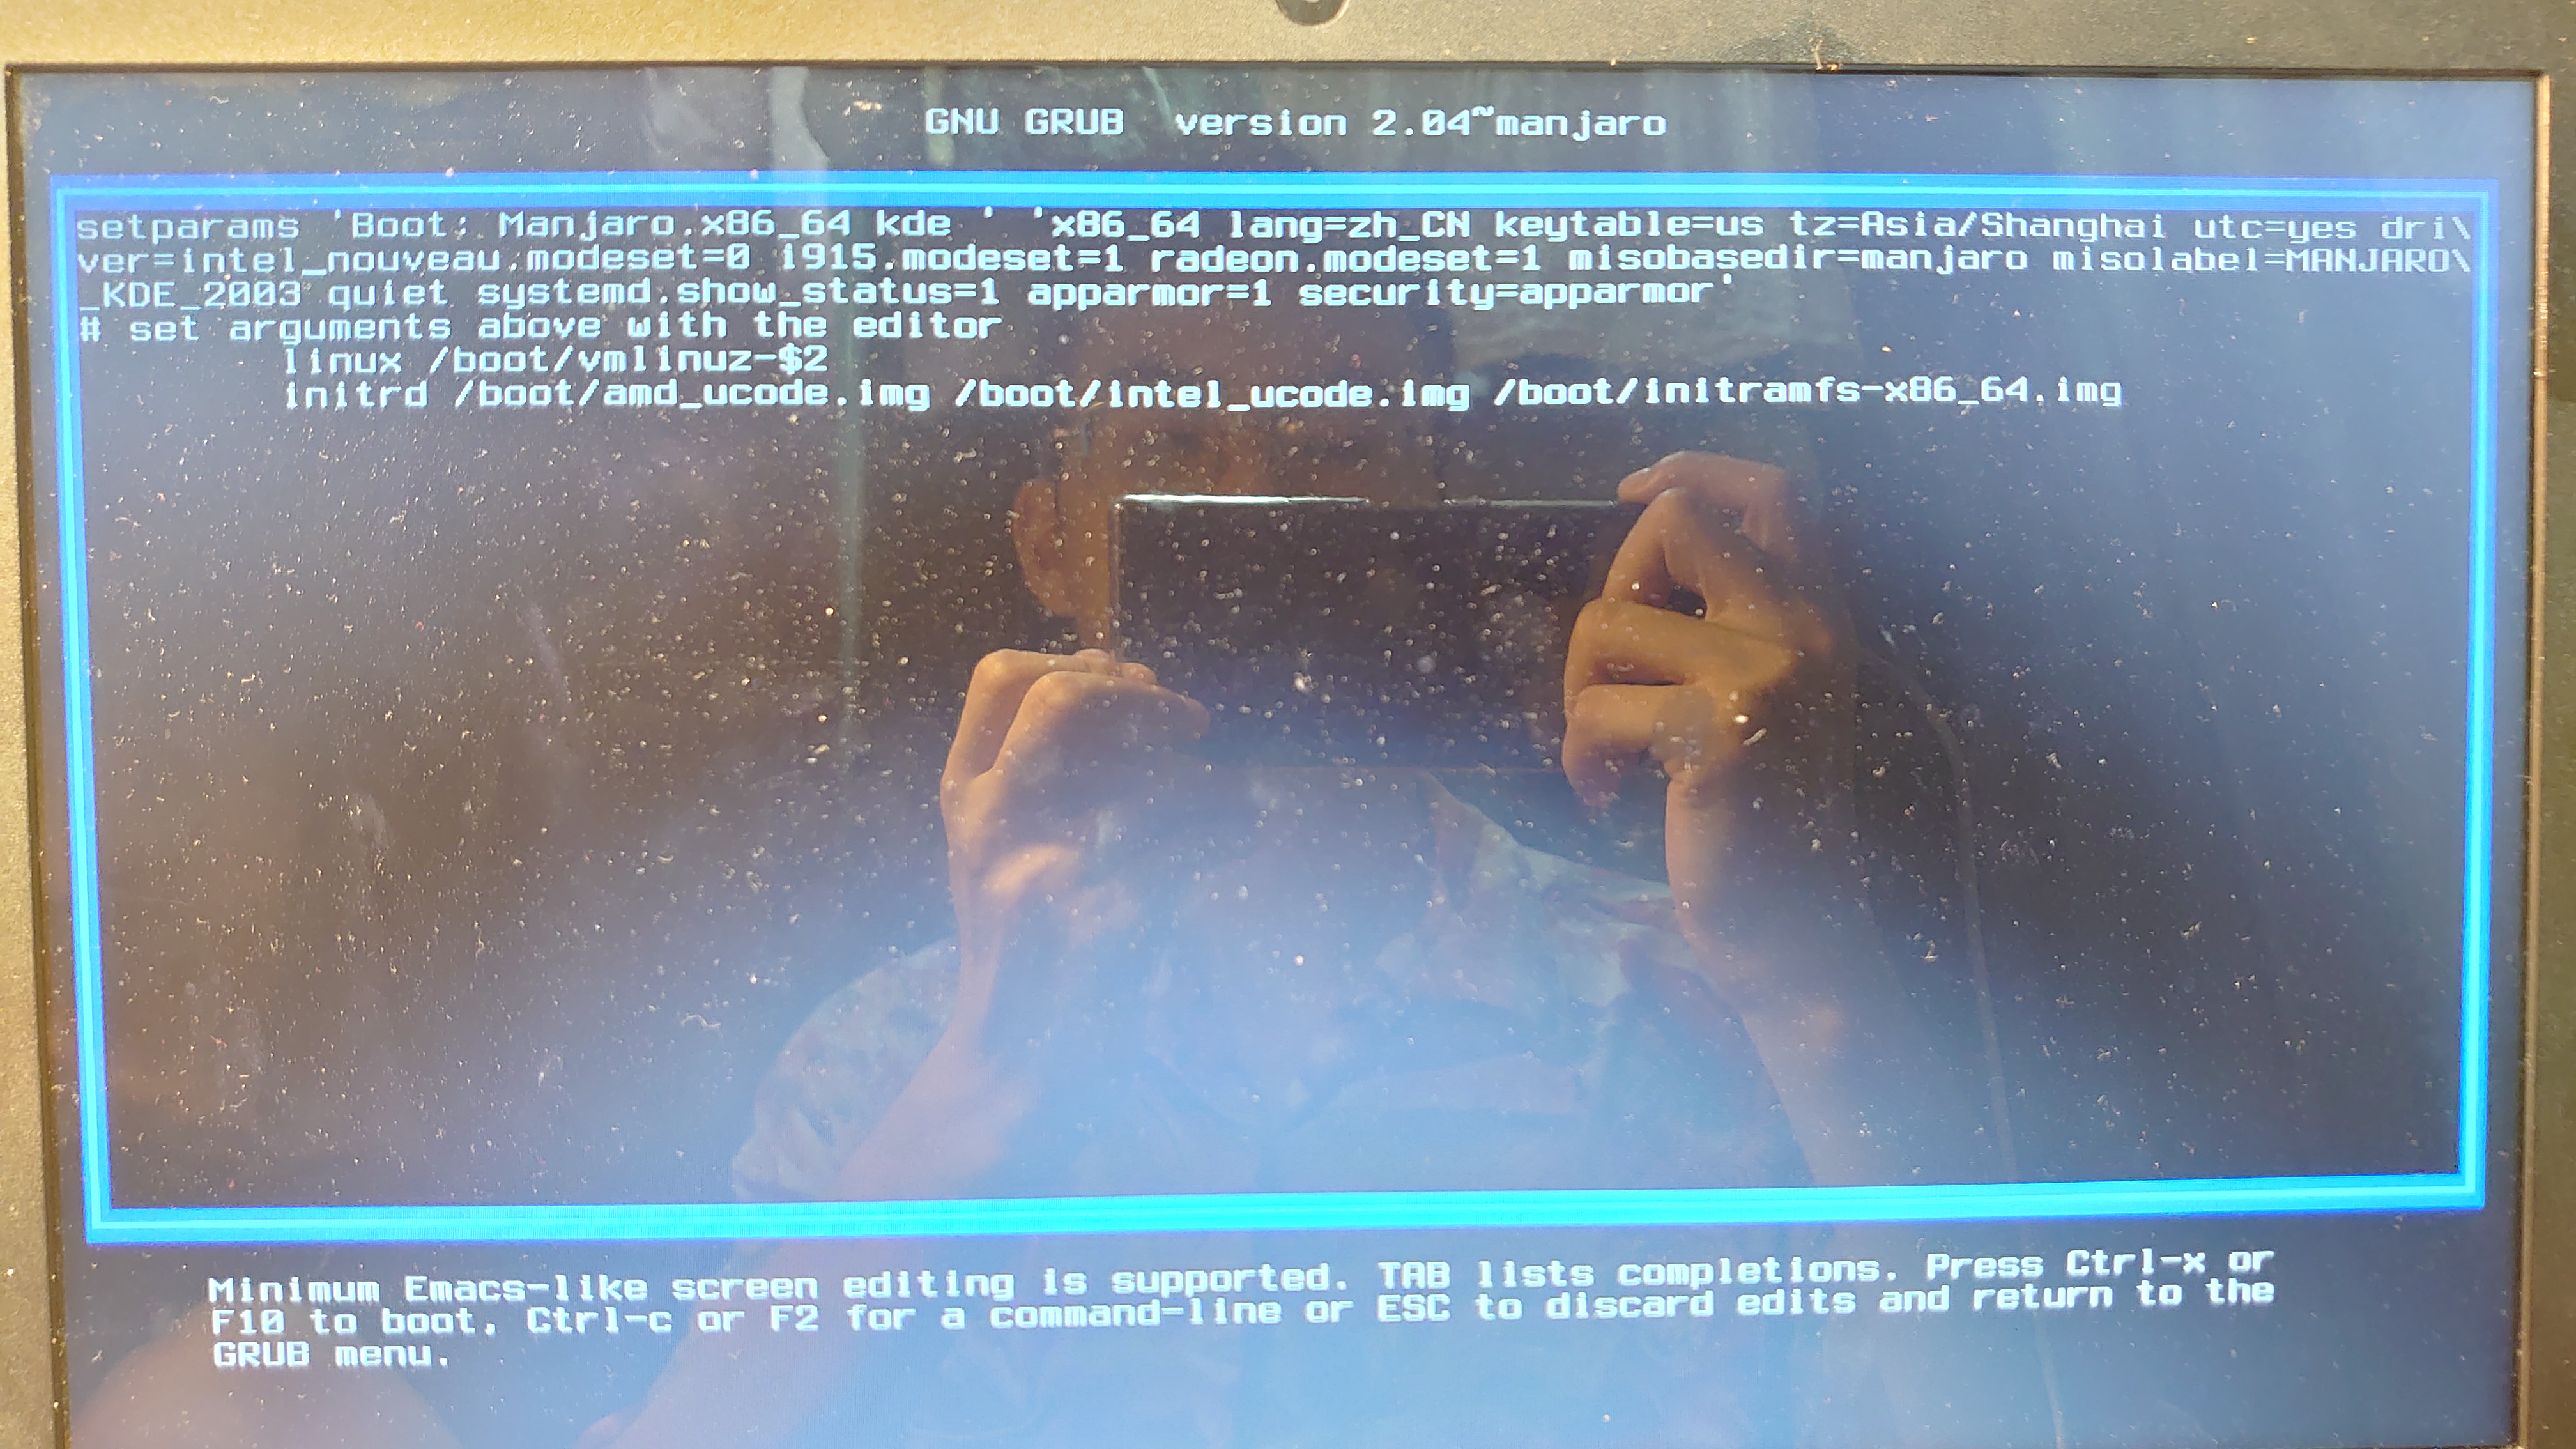 GNU GRUB  version 2.04~manjaro
setparams 'Boot: Manjaro.x86_64 kde ' 'x86_64 lang=zh_CN keytable=us tz=Asia/Shanghai utc=yes dri\
ver=intel_nouveau.modeset=0 i915.modeset=1 radeon.modeset=1 misobasedir=manjaro misolabel=MANJARO\
_KDE_2003 quiet systemd.show_status=1 apparmor=1 security=apparmor'
# set arguments above with the editor
linux /boot/vmlinuz-$2
initrd /boot/amd_ucode.img /boot/intel_ucode.img /boot/initramfs-x86_64.img
Minimum Emacs-like screen editing is supported. TAB lists completions. Press Ctrl-x or
F10 to boot, Ctrl-c or F2 for a command-line or ESC to discard edits and return to the
GRUB menu.